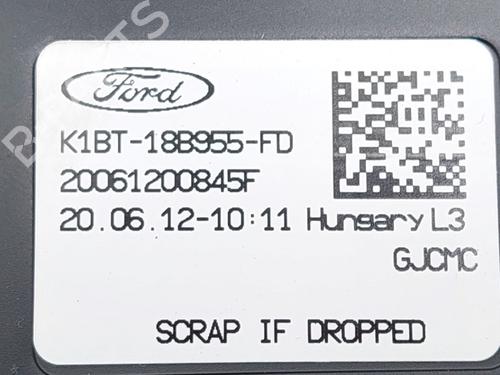 Ford
K1BT-18B955-FD
20061200845F
20.06.12-10:11 Hungary L3
GJCMC
SCRAP IF DROPPED